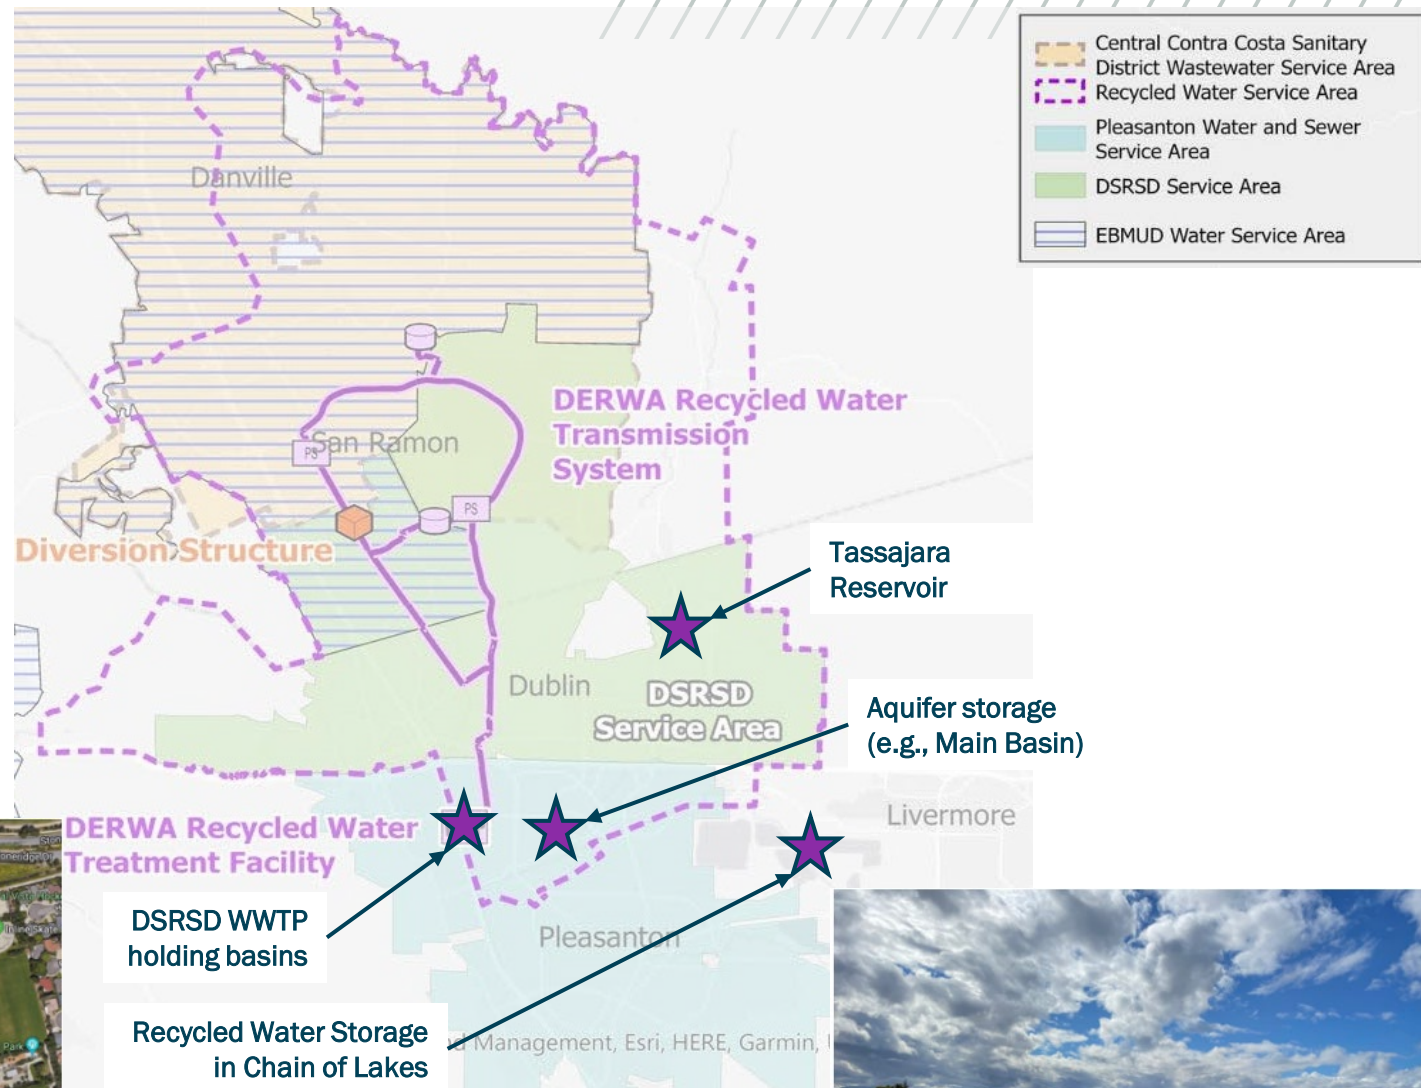 Central Contra Costa Sanitary
District Wastewater Service Area
Recycled Water Service Area
Pleasanton Water and Sewer
Service Area
DSRSD Service Area
EBMUD Water Service Area
Danville
DERWA Recycled Water
Transmission
System
San Ramon
PS
PS
Diversion Structure
Tassajara
Reservoir
Dublin
DSRSD
Service Area
Aquifer storage
(e.g., Main Basin)
Livermore
DERWA Recycled Water
Treatment Facility
DSRSD WWTP
holding basins
Pleasanton
Recycled Water Storage
in Chain of Lakes
Management, Esri, HERE, Garmin,
Park